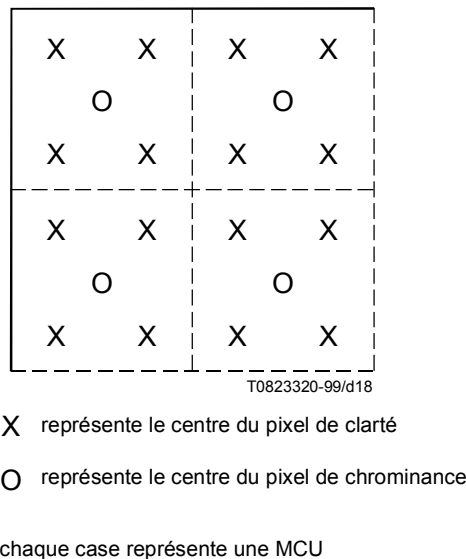 X X X X
O O
X X X X
X X X X
O O
X X X X
T0823320-99/d18
X représente le centre du pixel de clarté
O représente le centre du pixel de chrominance
chaque case représente une MCU